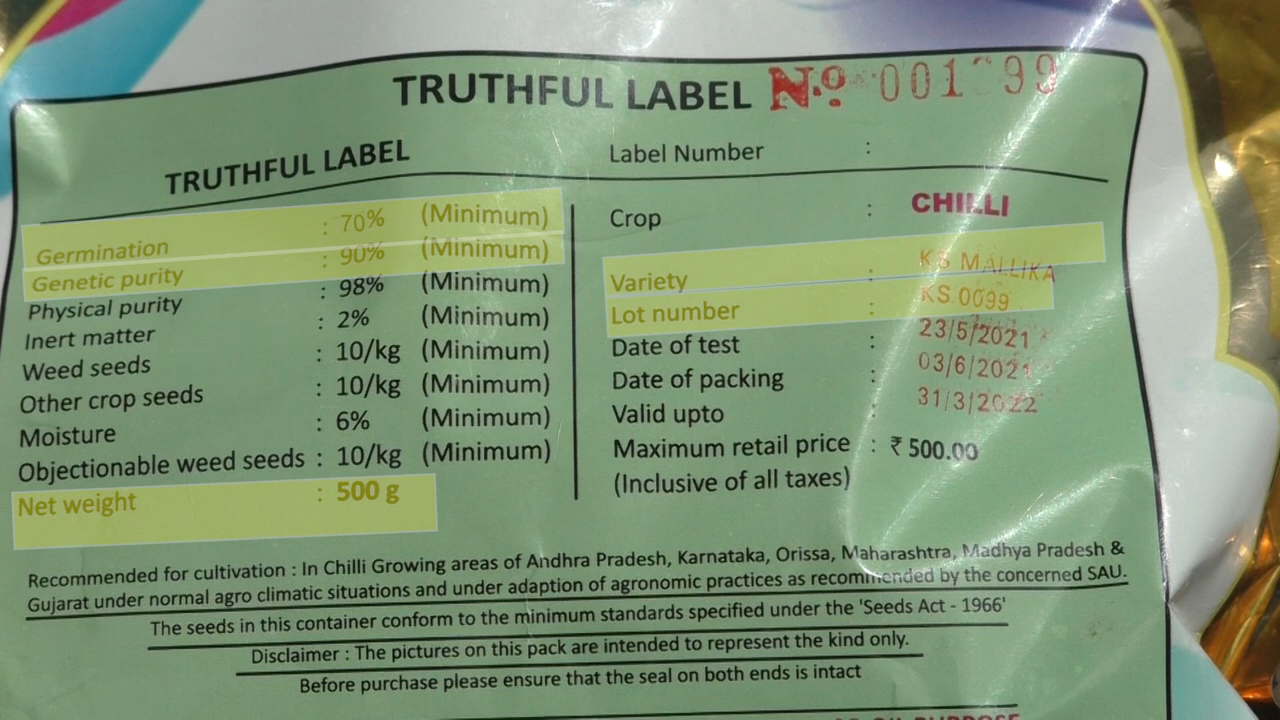 TRUTHFUL LABEL No.
TRUTHFUL LABEL
Germination : 70% (Minimum)
Genetic purity : 90% (Minimum)
Physical purity : 98% (Minimum)
Inert matter : 2% (Minimum)
Weed seeds : 10/kg (Minimum)
Other crop seeds : 10/kg (Minimum)
Moisture : 6% (Minimum)
Objectionable weed seeds : 10/kg (Minimum)
Net weight : 500 g
Label Number :
Crop : CHILLI
Variety : KS MALLIKA
Lot number : KS 0099
Date of test : 23/5/2021
Date of packing : 03/6/2021
Valid upto : 31/3/2022
Maximum retail price : ₹ 500.00
(Inclusive of all taxes)
Recommended for cultivation : In Chilli Growing areas of Andhra Pradesh, Karnataka, Orissa, Maharashtra, Madhya Pradesh &
Gujarat under normal agro climatic situations and under adaption of agronomic practices as recommended by the concerned SAU.
The seeds in this container conform to the minimum standards specified under the 'Seeds Act - 1966'
Disclaimer : The pictures on this pack are intended to represent the kind only.
Before purchase please ensure that the seal on both ends is intact